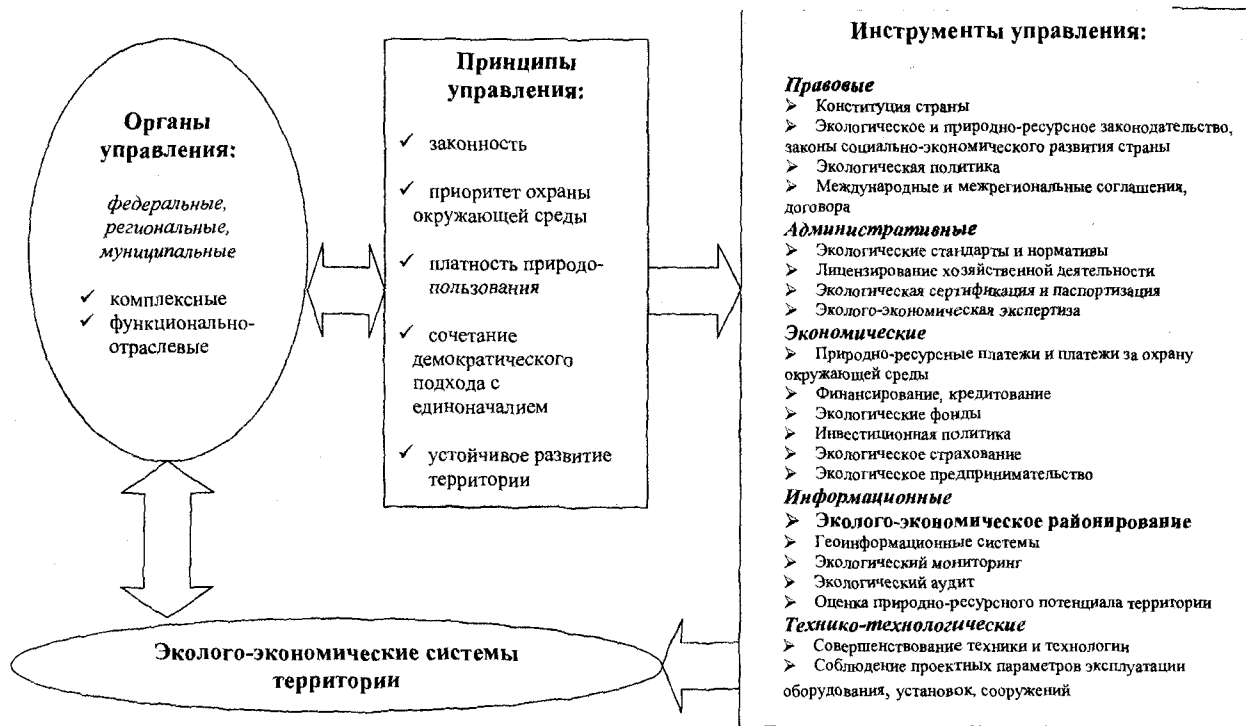 Органы
управления:
федеральные,
региональные,
муниципальные
✓ комплексные
✓ функционально-
отраслевые
Принципы
управления:
✓ законность
✓ приоритет охраны
окружающей среды
✓ платность природо-
пользования
✓ сочетание
демократического
подхода с
единоначалием
✓ устойчивое развитие
территории
Инструменты управления:
Правовые
➢ Конституция страны
➢ Экологическое и природно-ресурсное законодательство,
законы социально-экономического развития страны
➢ Экологическая политика
➢ Международные и межрегиональные соглашения,
договора
Административные
➢ Экологические стандарты и нормативы
➢ Лицензирование хозяйственной деятельности
➢ Экологическая сертификация и паспортизация
➢ Эколого-экономическая экспертиза
Экономические
➢ Природно-ресурсные платежи и платежи за охрану
окружающей среды
➢ Финансирование, кредитование
➢ Экологические фонды
➢ Инвестиционная политика
➢ Экологическое страхование
➢ Экологическое предпринимательство
Информационные
➢ Эколого-экономическое районирование
➢ Геоинформационные системы
➢ Экологический мониторинг
➢ Экологический аудит
➢ Оценка природно-ресурсного потенциала территории
Технико-технологические
➢ Совершенствование техники и технологии
➢ Соблюдение проектных параметров эксплуатации
оборудования, установок, сооружений
Эколого-экономические системы
территории